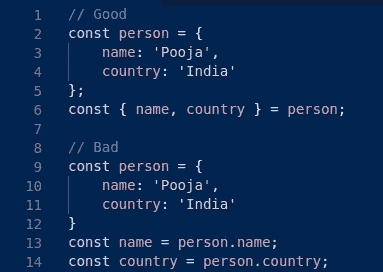 1 // Good
2 const person = {
3     name: 'Pooja',
4     country: 'India'
5 };
6 const { name, country } = person;
7
8 // Bad
9 const person = {
10     name: 'Pooja',
11     country: 'India'
12 }
13 const name = person.name;
14 const country = person.country;